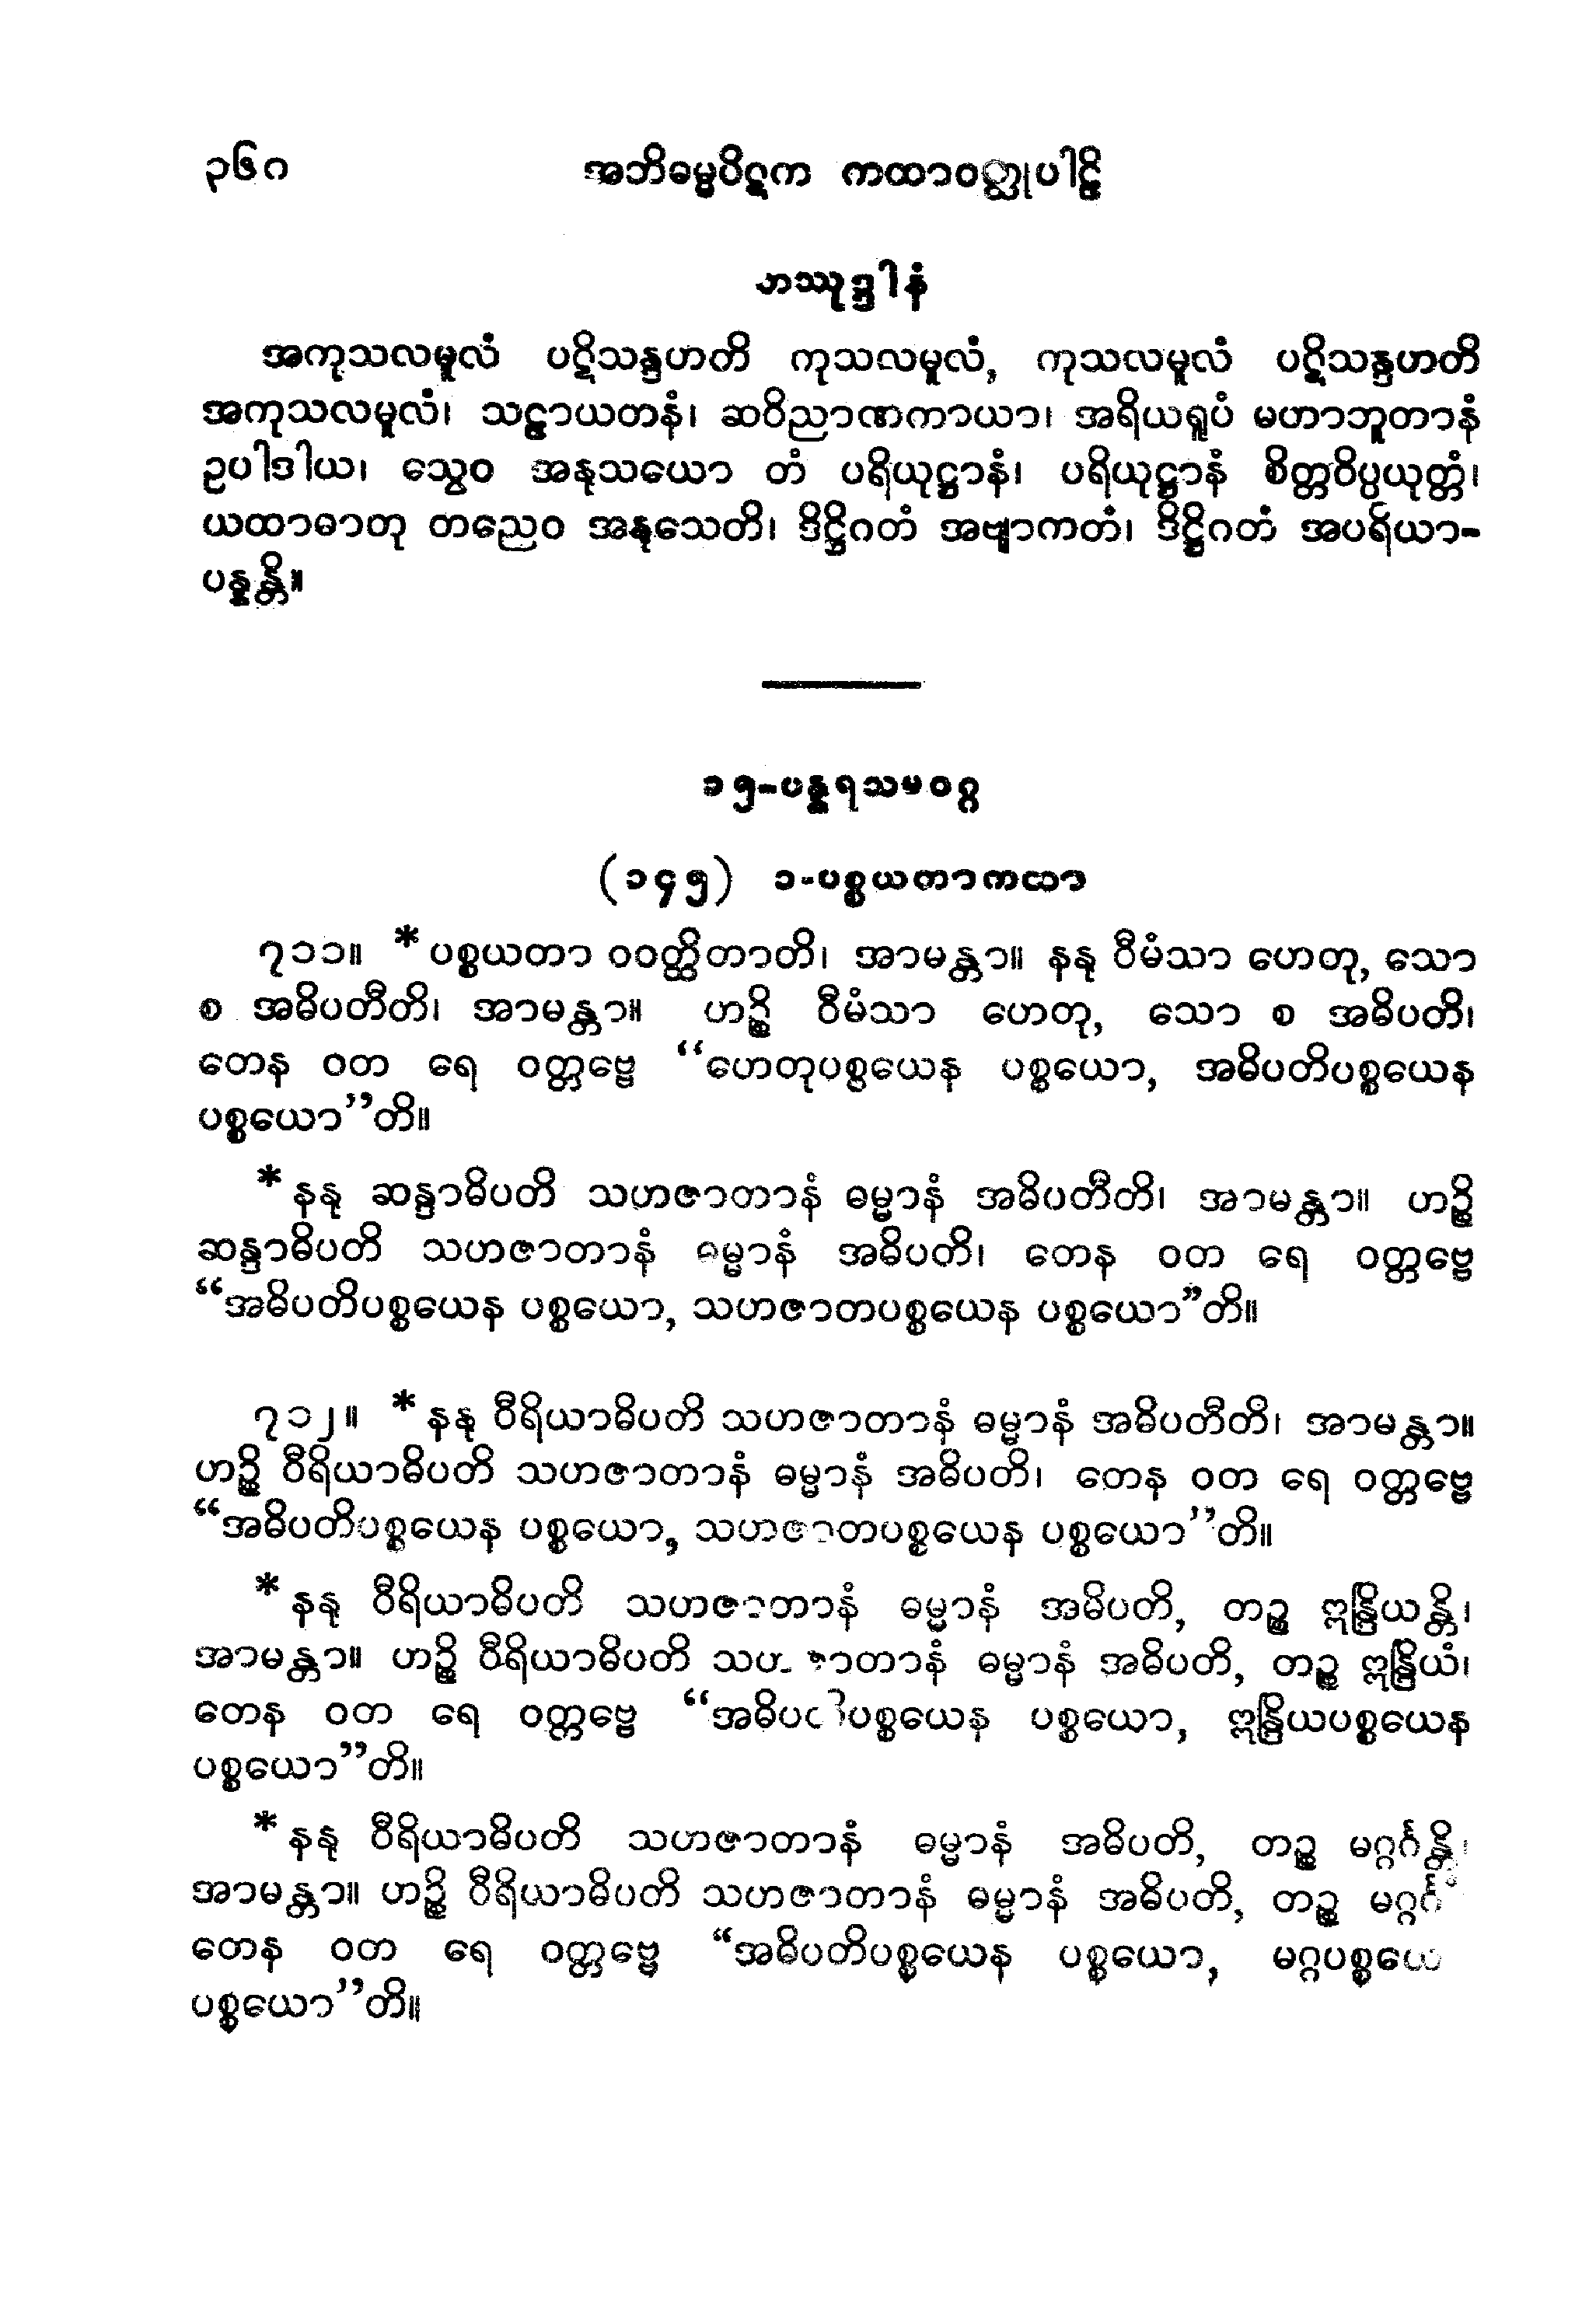 ၃၆ဂ အဘိဓမ္မပိဋက ကထာဝတ္ထုပါဠိ
တဿုဒ္ဒါနံ
အကုသလမူလံ ပဋိသန္ဒဟတိ ကုသလမူလံ, ကုသလမူလံ ပဋိသန္ဒဟတိ
အကုသလမူလံ၊ သဠာယတနံ၊ ဆဝိညာဏကာယာ၊ အရိယရူပံ မဟာဘူတာနံ
ဥပါဒါယ၊ သွေဝ အနုသယော တံ ပရိယုဋ္ဌာနံ၊ ပရိယုဋ္ဌာနံ စိတ္တဝိပ္ပယုတ္တံ၊
ယထာဓာတု တညေဝ အနုသေတိ၊ ဒိဋ္ဌိဂတံ အဗျာကတံ၊ ဒိဋ္ဌိဂတံ အပရိယာ-
ပန္နန္တိ။
၁၅-ပန္နရသမဝဂ္ဂ
(၁၄၅) ၁-ပစ္စယတာကထာ
၇၁၁။ * ပစ္စယတာ ဝဝတ္ထိတာတိ၊ အာမန္တာ။ နနု ဝီမံသာ ဟေတု, သော
စ အဓိပတီတိ၊ အာမန္တာ။ ဟဉ္စိ ဝီမံသာ ဟေတု, သော စ အဓိပတိ၊
တေန ဝတ ရေ ဝတ္တဗ္ဗေ “ဟေတုပစ္စယေန ပစ္စယော, အဓိပတိပစ္စယေန
ပစ္စယော”တိ။
* နနု ဆန္ဒာဓိပတိ သဟဇာတာနံ ဓမ္မာနံ အဓိပတီတိ၊ အာမန္တာ။ ဟဉ္စိ
ဆန္ဒာဓိပတိ သဟဇာတာနံ ဓမ္မာနံ အဓိပတိ၊ တေန ဝတ ရေ ဝတ္တဗ္ဗေ
“အဓိပတိပစ္စယေန ပစ္စယော, သဟဇာတပစ္စယေန ပစ္စယော”တိ။
၇၁၂။ * နနု ဝီရိယာဓိပတိ သဟဇာတာနံ ဓမ္မာနံ အဓိပတီတိ၊ အာမန္တာ။
ဟဉ္စိ ဝီရိယာဓိပတိ သဟဇာတာနံ ဓမ္မာနံ အဓိပတိ၊ တေန ဝတ ရေ ဝတ္တဗ္ဗေ
“အဓိပတိပစ္စယေန ပစ္စယော, သဟဇာတပစ္စယေန ပစ္စယော”တိ။
* နနု ဝီရိယာဓိပတိ သဟဇာတာနံ ဓမ္မာနံ အဓိပတိ, တဉ္စ ဣန္ဒြိယန္တိ၊
အာမန္တာ။ ဟဉ္စိ ဝီရိယာဓိပတိ သဟဇာတာနံ ဓမ္မာနံ အဓိပတိ, တဉ္စ ဣန္ဒြိယံ၊
တေန ဝတ ရေ ဝတ္တဗ္ဗေ “အဓိပတိပစ္စယေန ပစ္စယော, ဣန္ဒြိယပစ္စယေန
ပစ္စယော”တိ။
* နနု ဝီရိယာဓိပတိ သဟဇာတာနံ ဓမ္မာနံ အဓိပတိ, တဉ္စ မဂ္ဂင်္ဂန္တိ၊
အာမန္တာ။ ဟဉ္စိ ဝီရိယာဓိပတိ သဟဇာတာနံ ဓမ္မာနံ အဓိပတိ, တဉ္စ မဂ္ဂင်္ဂံ
တေန ဝတ ရေ ဝတ္တဗ္ဗေ “အဓိပတိပစ္စယေန ပစ္စယော, မဂ္ဂပစ္စယေ
ပစ္စယော”တိ။